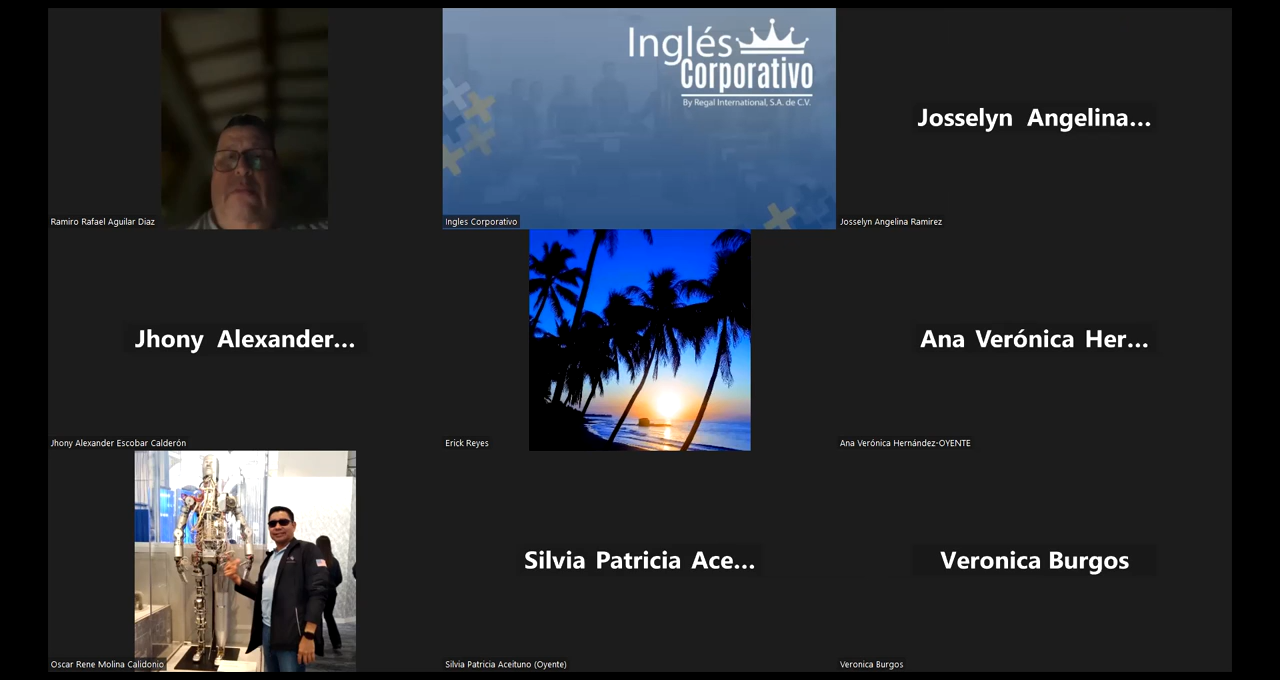 Inglés
Corporativo
By Regal International, S.A. de C.V.
Josselyn Angelina...
Ramiro Rafael Aguilar Diaz
Ingles Corporativo
Josselyn Angelina Ramirez
Jhony Alexander...
Ana Verónica Her...
Jhony Alexander Escobar Calderón
Erick Reyes
Ana Verónica Hernández-OYENTE
Silvia Patricia Ace...
Veronica Burgos
Oscar Rene Molina Calidonio
Silvia Patricia Aceituno (Oyente)
Veronica Burgos